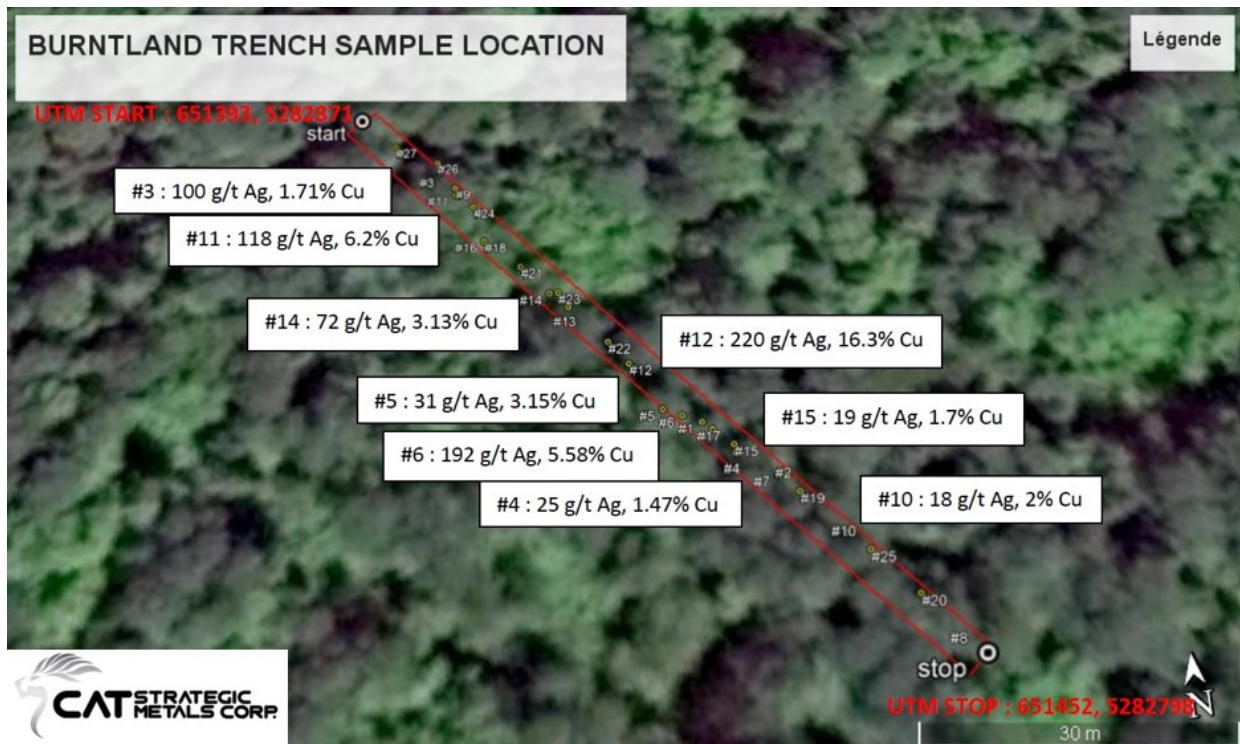 BURNTLAND TRENCH SAMPLE LOCATION
Légende
UTM START : 651393, 5282871
start
#27
#26
#3
#9
#11
#24
#3 : 100 g/t Ag, 1.71% Cu
#11 : 118 g/t Ag, 6.2% Cu
#16
#18
#21
#14
#23
#13
#14 : 72 g/t Ag, 3.13% Cu
#22
#12
#12 : 220 g/t Ag, 16.3% Cu
#5 : 31 g/t Ag, 3.15% Cu
#5
#6
#1
#17
#15 : 19 g/t Ag, 1.7% Cu
#15
#6 : 192 g/t Ag, 5.58% Cu
#4
#7
#2
#19
#4 : 25 g/t Ag, 1.47% Cu
#10 : 18 g/t Ag, 2% Cu
#10
#25
#20
#8
stop
UTM STOP : 651452, 5282798
N
30 m
CAT STRATEGIC
METALS CORP.